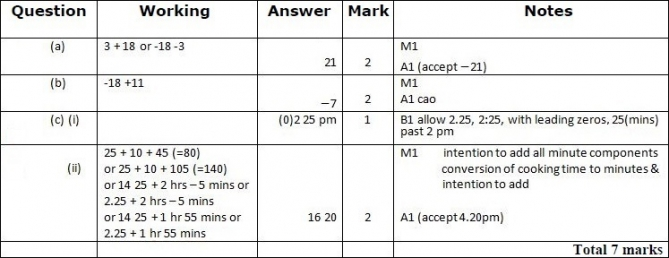 Question Working Answer Mark Notes
(a) 3 + 18 or -18 -3 M1
21 2 A1 (accept – 21)
(b) -18 +11 M1
–7 2 A1 cao
(c) (i) (0)2 25 pm 1 B1 allow 2.25, 2:25, with leading zeros, 25(mins)
past 2 pm
25 + 10 + 45 (=80) M1 intention to add all minute components
(ii) or 25 + 10 + 105 (=140) conversion of cooking time to minutes &
or 14 25 + 2 hrs – 5 mins or intention to add
2.25 + 2 hrs – 5 mins
or 14 25 + 1 hr 55 mins or 16 20 2 A1 (accept 4.20pm)
2.25 + 1 hr 55 mins
Total 7 marks